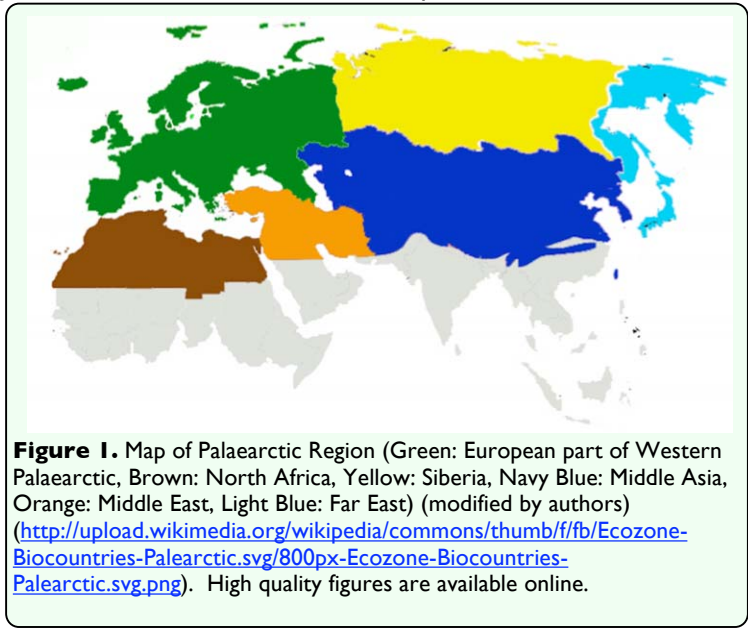 Figure 1. Map of Palaearctic Region (Green: European part of Western
Palaearctic, Brown: North Africa, Yellow: Siberia, Navy Blue: Middle Asia,
Orange: Middle East, Light Blue: Far East) (modified by authors)
(http://upload.wikimedia.org/wikipedia/commons/thumb/f/fb/Ecozone-
Biocountries-Palearctic.svg/800px-Ecozone-Biocountries-
Palearctic.svg.png). High quality figures are available online.